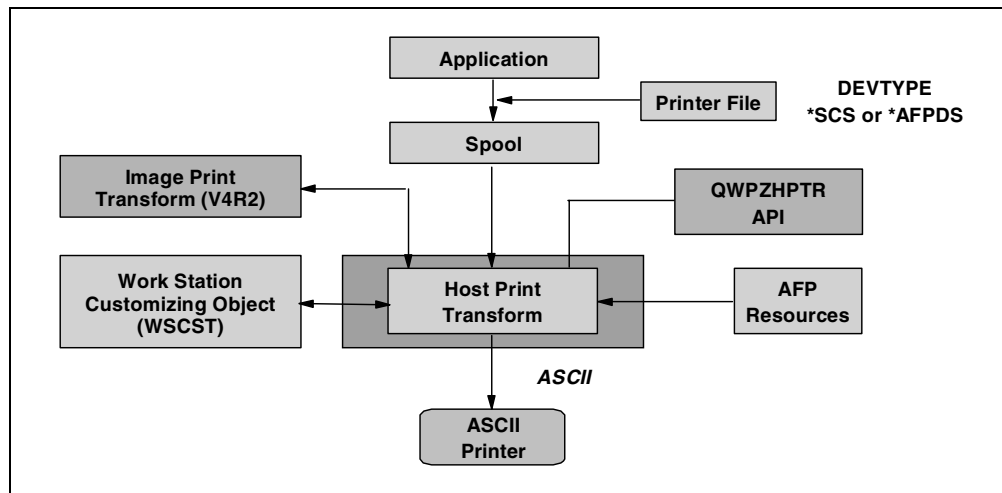 Application
Printer File
DEVTYPE
*SCS or *AFPDS
Spool
Image Print
Transform (V4R2)
QWPZHPTR
API
Work Station
Customizing Object
(WSCST)
Host Print
Transform
AFP
Resources
ASCII
ASCII
Printer